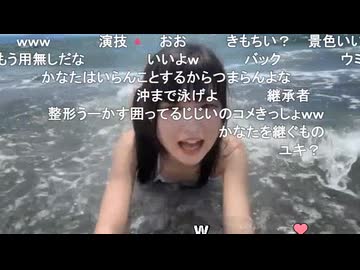 www 演技 おお きもちい？ 景色いい
もう用無しだな いいよw バック ウミ
かなたはいらんことするからつまらんよな
沖まで泳げよ 継承者
整形うーかす囲ってるじじいのコメきっしょww
かなたを継ぐもの
ユキ？
w